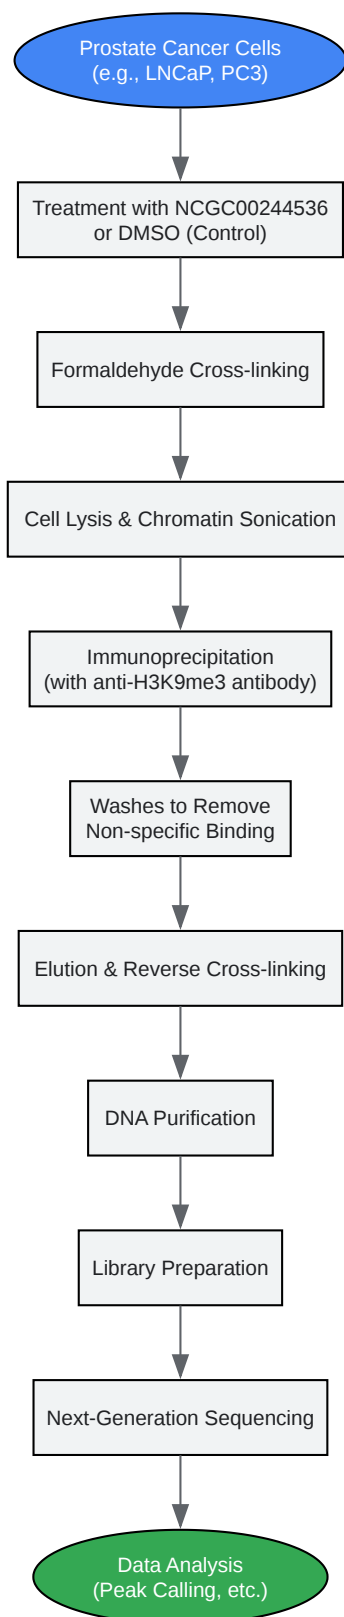 Prostate Cancer Cells
(e.g., LNCaP, PC3)
Treatment with NCGC00244536
or DMSO (Control)
Formaldehyde Cross-linking
Cell Lysis & Chromatin Sonication
Immunoprecipitation
(with anti-H3K9me3 antibody)
Washes to Remove
Non-specific Binding
Elution & Reverse Cross-linking
DNA Purification
Library Preparation
Next-Generation Sequencing
Data Analysis
(Peak Calling, etc.)